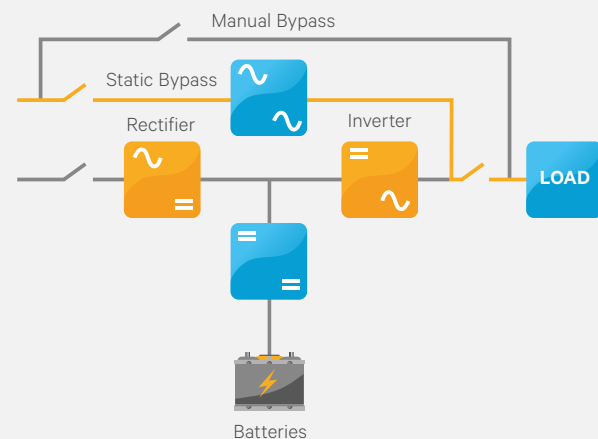 Manual Bypass
Static Bypass
Rectifier
Inverter
LOAD
Batteries